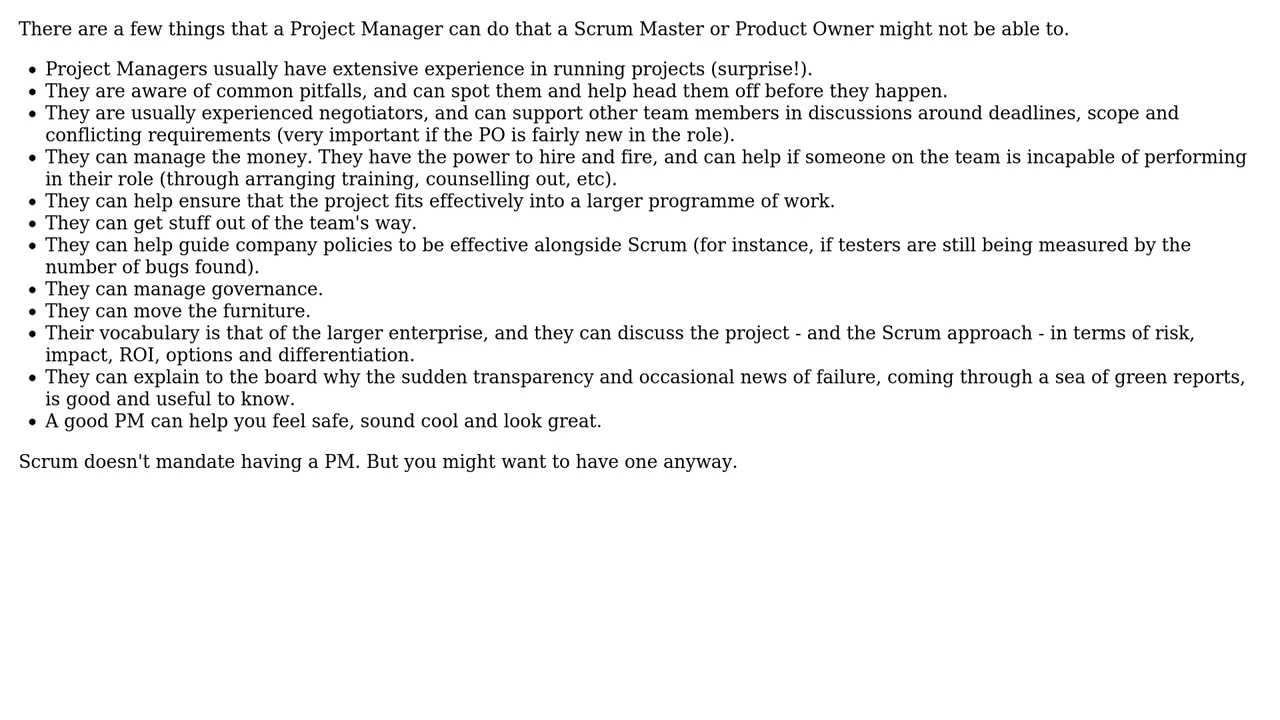 There are a few things that a Project Manager can do that a Scrum Master or Product Owner might not be able to.
• Project Managers usually have extensive experience in running projects (surprise!).
• They are aware of common pitfalls, and can spot them and help head them off before they happen.
• They are usually experienced negotiators, and can support other team members in discussions around deadlines, scope and
conflicting requirements (very important if the PO is fairly new in the role).
• They can manage the money. They have the power to hire and fire, and can help if someone on the team is incapable of performing
in their role (through arranging training, counselling out, etc).
• They can help ensure that the project fits effectively into a larger programme of work.
• They can get stuff out of the team's way.
• They can help guide company policies to be effective alongside Scrum (for instance, if testers are still being measured by the
number of bugs found).
• They can manage governance.
• They can move the furniture.
• Their vocabulary is that of the larger enterprise, and they can discuss the project - and the Scrum approach - in terms of risk,
impact, ROI, options and differentiation.
• They can explain to the board why the sudden transparency and occasional news of failure, coming through a sea of green reports,
is good and useful to know.
• A good PM can help you feel safe, sound cool and look great.
Scrum doesn't mandate having a PM. But you might want to have one anyway.